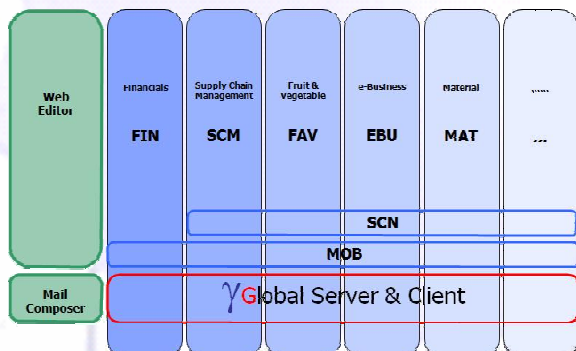 Web
Editor
Financials
FIN
Supply Chain
Management
SCM
Fruit &
Vegetable
FAV
e-Business
EBU
Material
MAT
......
...
SCN
MOB
Mail
Composer
γGlobal Server & Client